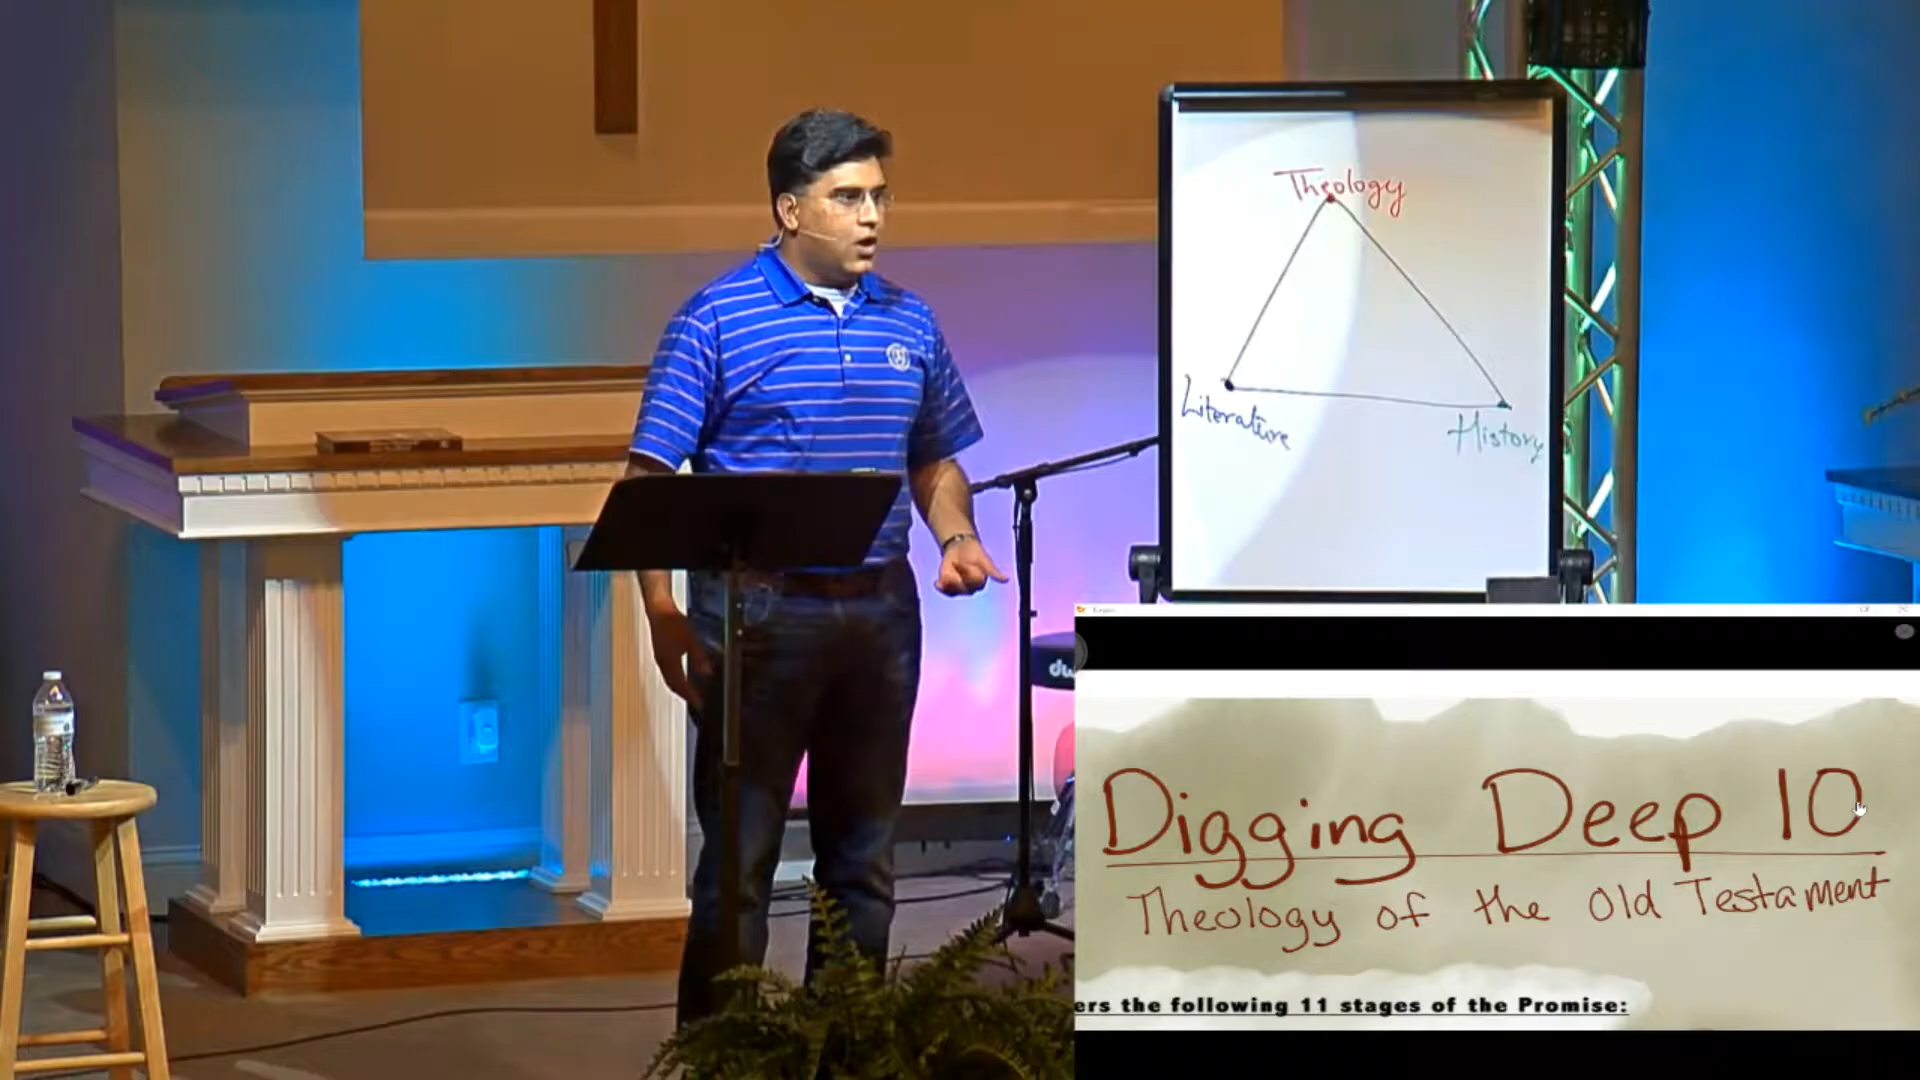 Theology
Literature
History
dw
Digging Deep 10
Theology of the Old Testament
ers the following 11 stages of the Promise: